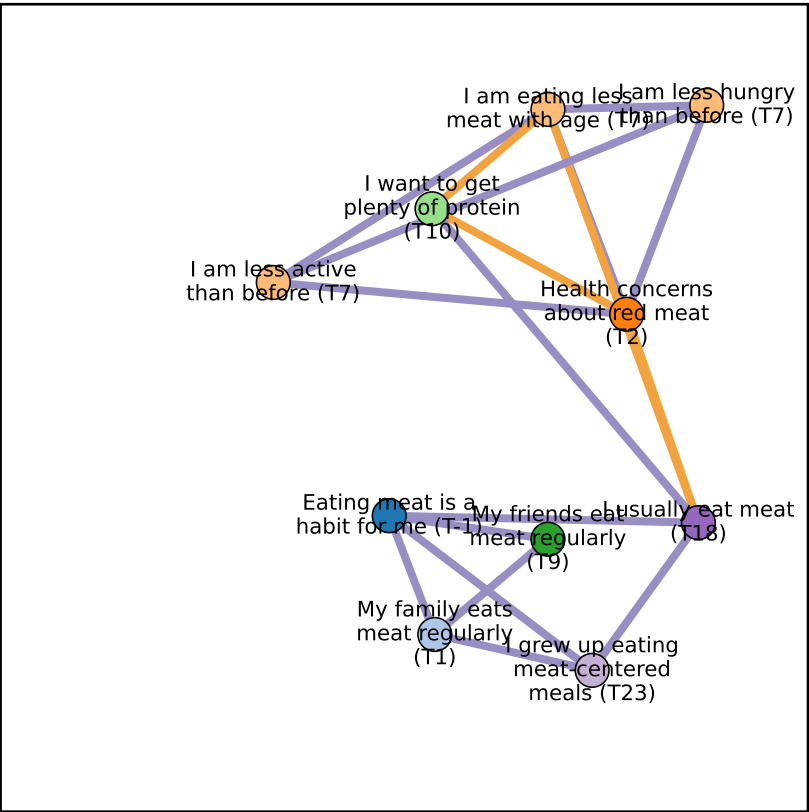 I am eating less
meat with age (T7)
I am less hungry
than before (T7)
I want to get
plenty of protein
(T10)
I am less active
than before (T7)
Health concerns
about red meat
(T2)
Eating meat is a
habit for me (T-1)
My friends eat
meat regularly
(T9)
I usually eat meat
(T18)
My family eats
meat regularly
(T1)
I grew up eating
meat-centered
meals (T23)